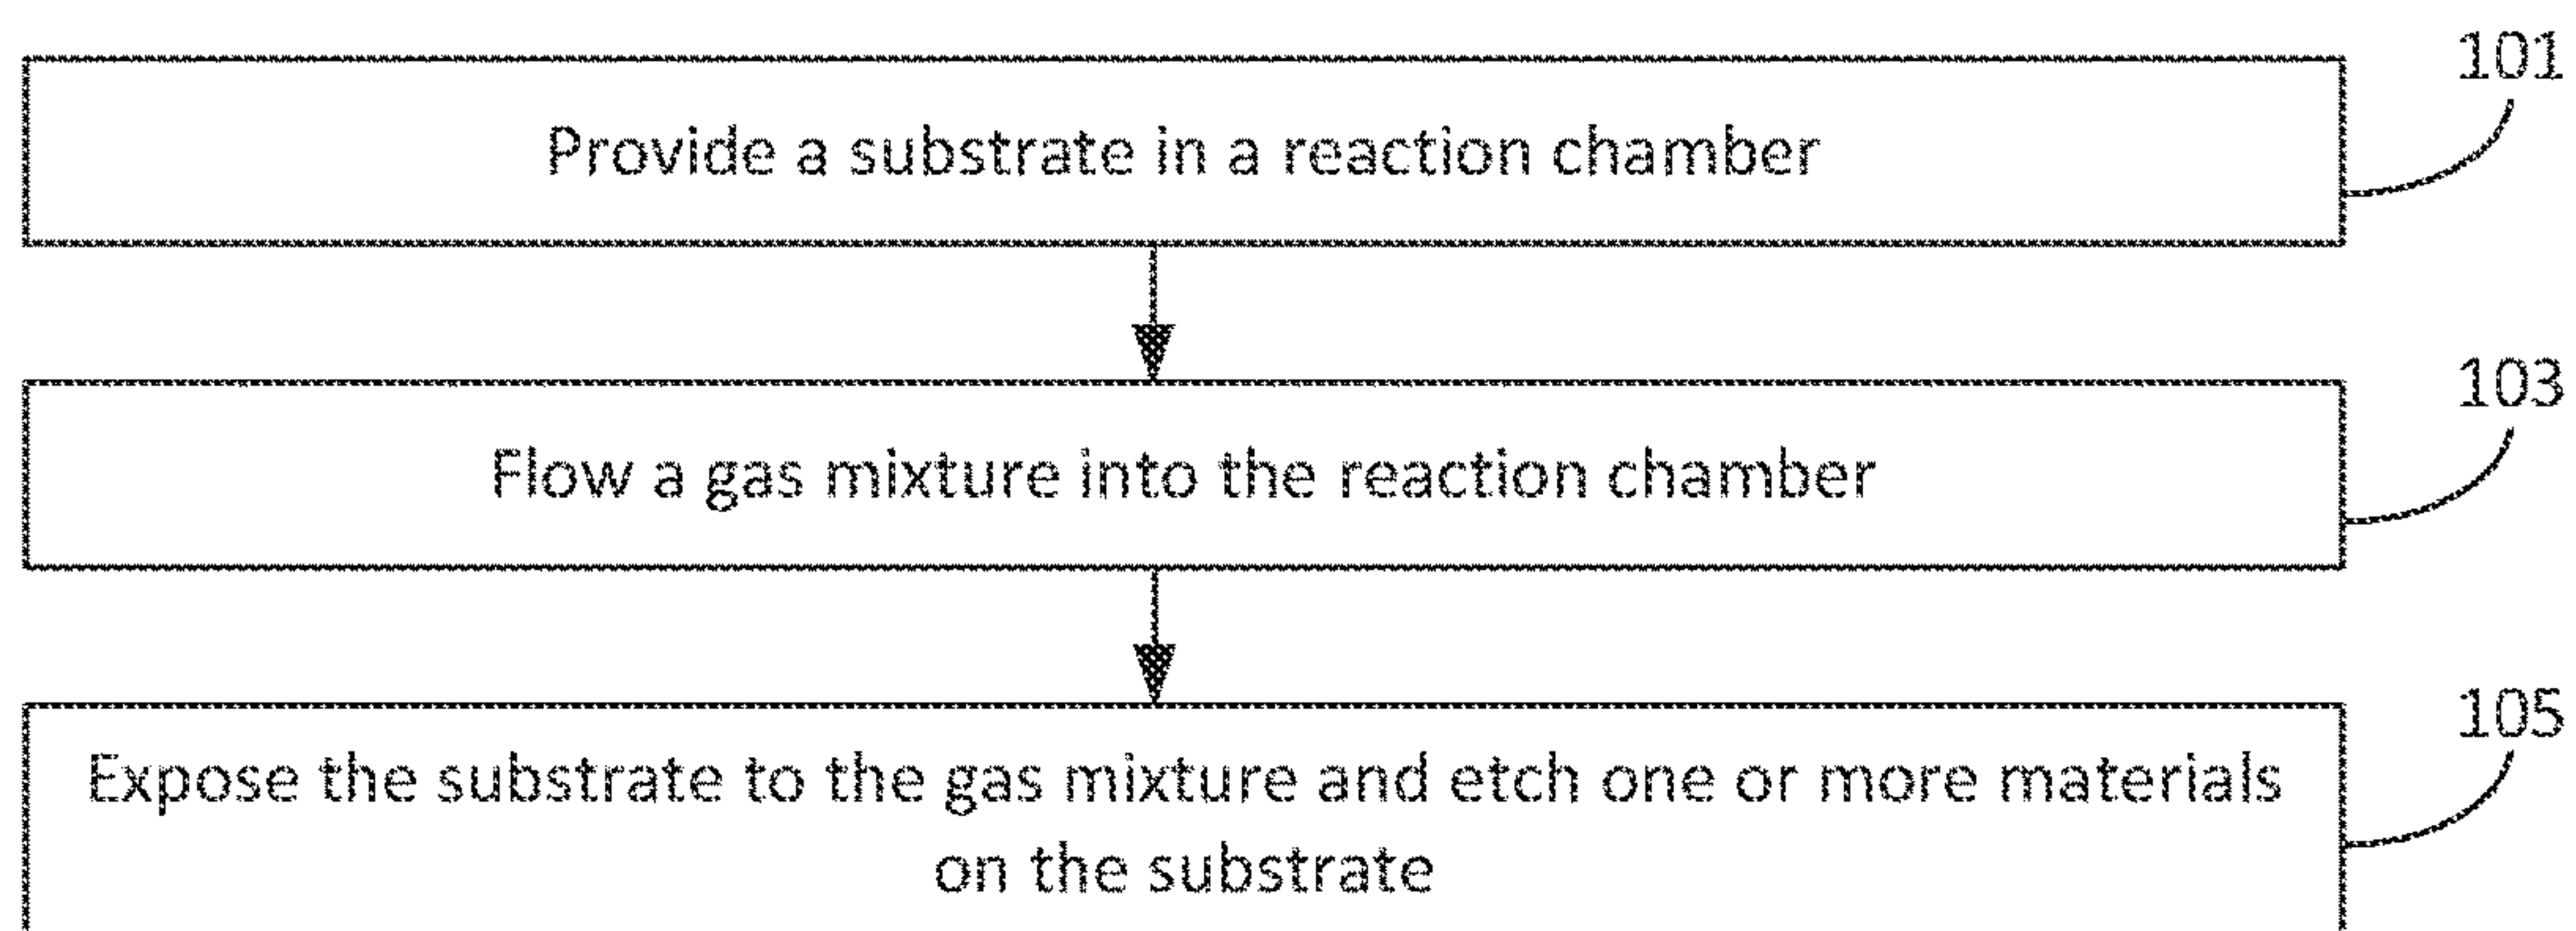 101
Provide a substrate in a reaction chamber
103
Flow a gas mixture into the reaction chamber
105
Expose the substrate to the gas mixture and etch one or more materials
on the substrate